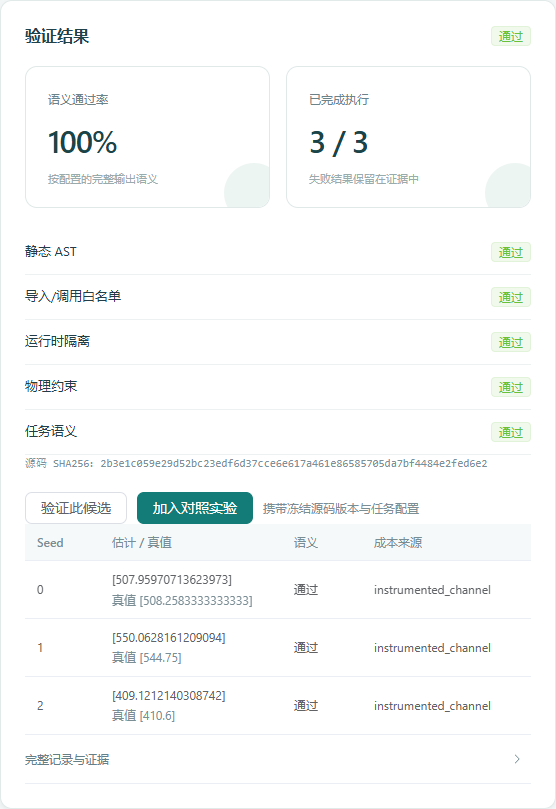 验证结果
通过
语义通过率
100%
按配置的完整输出语义
已完成执行
3 / 3
失败结果保留在证据中
静态 AST
通过
导入/调用白名单
通过
运行时隔离
通过
物理约束
通过
任务语义
通过
源码 SHA256: 2b3e1c059e29d52bc23edf6d37cce6e617a461e86585705da7bf4484e2fed6e2
验证此候选
加入对照实验
携带冻结源码版本与任务配置
Seed 估计 / 真值 语义 成本来源
0 [507.95970713623973] 通过 instrumented_channel
真值 [508.2583333333333]
1 [550.0628161209094] 通过 instrumented_channel
真值 [544.75]
2 [409.1212140308742] 通过 instrumented_channel
真值 [410.6]
完整记录与证据